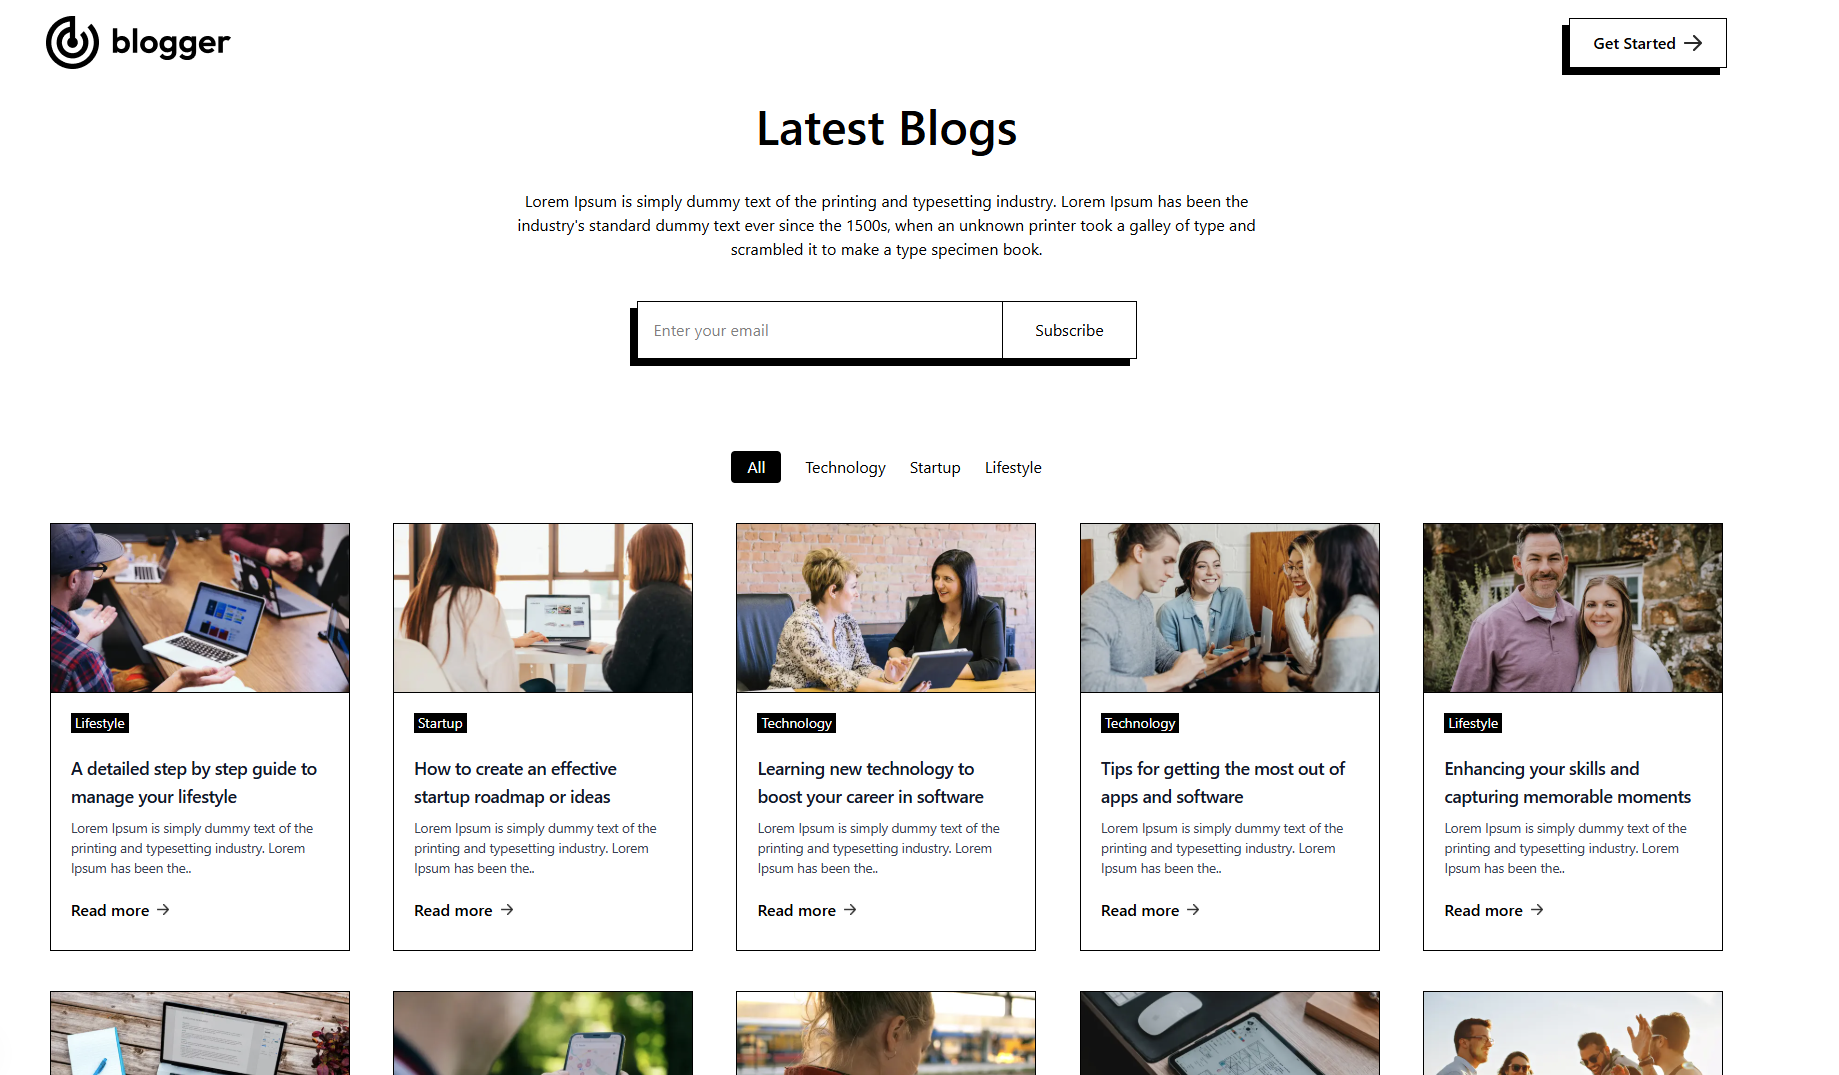 blogger
Get Started
Latest Blogs
Lorem Ipsum is simply dummy text of the printing and typesetting industry. Lorem Ipsum has been the
industry's standard dummy text ever since the 1500s, when an unknown printer took a galley of type and
scrambled it to make a type specimen book.
Enter your email
Subscribe
All
Technology
Startup
Lifestyle
Lifestyle
A detailed step by step guide to
manage your lifestyle
Lorem Ipsum is simply dummy text of the
printing and typesetting industry. Lorem
Ipsum has been the..
Read more
Startup
How to create an effective
startup roadmap or ideas
Lorem Ipsum is simply dummy text of the
printing and typesetting industry. Lorem
Ipsum has been the..
Read more
Technology
Learning new technology to
boost your career in software
Lorem Ipsum is simply dummy text of the
printing and typesetting industry. Lorem
Ipsum has been the..
Read more
Technology
Tips for getting the most out of
apps and software
Lorem Ipsum is simply dummy text of the
printing and typesetting industry. Lorem
Ipsum has been the..
Read more
Lifestyle
Enhancing your skills and
capturing memorable moments
Lorem Ipsum is simply dummy text of the
printing and typesetting industry. Lorem
Ipsum has been the..
Read more